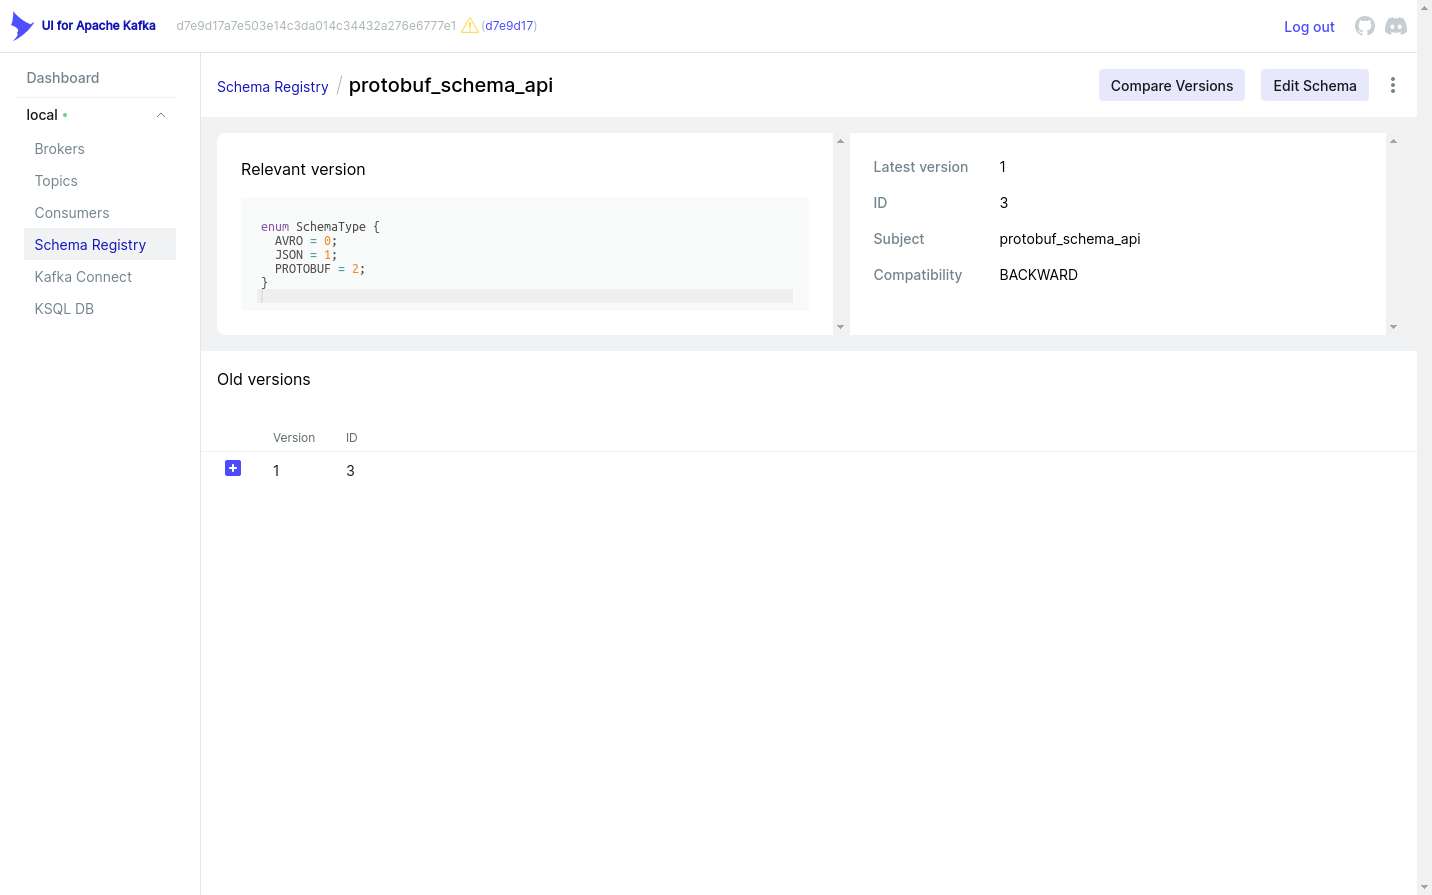 UI for Apache Kafka d7e9d17a7e503e14c3da014c34432a276e6777e1 (d7e9d17) Log out
Dashboard
local
Brokers
Topics
Consumers
Schema Registry
Kafka Connect
KSQL DB
Schema Registry / protobuf_schema_api Compare Versions Edit Schema
Relevant version
enum SchemaType {
  AVRO = 0;
  JSON = 1;
  PROTOBUF = 2;
}
Latest version 1
ID 3
Subject protobuf_schema_api
Compatibility BACKWARD
Old versions
Version ID
1 3